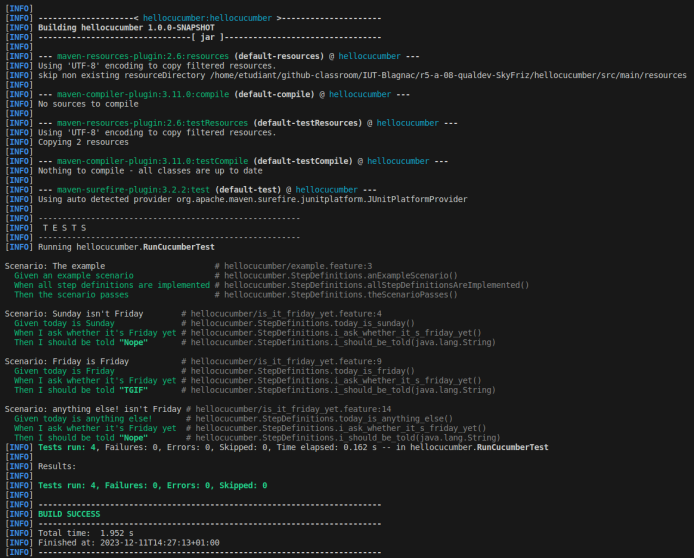 [INFO]
[INFO] --------------------< hellocucumber:hellocucumber >---------------------
[INFO] Building hellocucumber 1.0.0-SNAPSHOT
[INFO] --------------------------------[ jar ]---------------------------------
[INFO]
[INFO] --- maven-resources-plugin:2.6:resources (default-resources) @ hellocucumber ---
[INFO] Using 'UTF-8' encoding to copy filtered resources.
[INFO] skip non existing resourceDirectory /home/etudiant/github-classroom/IUT-Blagnac/r5-a-08-qualdev-SkyFriz/hellocucumber/src/main/resources
[INFO]
[INFO] --- maven-compiler-plugin:3.11.0:compile (default-compile) @ hellocucumber ---
[INFO] No sources to compile
[INFO]
[INFO] --- maven-resources-plugin:2.6:testResources (default-testResources) @ hellocucumber ---
[INFO] Using 'UTF-8' encoding to copy filtered resources.
[INFO] Copying 2 resources
[INFO]
[INFO] --- maven-compiler-plugin:3.11.0:testCompile (default-testCompile) @ hellocucumber ---
[INFO] Nothing to compile - all classes are up to date
[INFO]
[INFO] --- maven-surefire-plugin:3.2.2:test (default-test) @ hellocucumber ---
[INFO] Using auto detected provider org.apache.maven.surefire.junitplatform.JUnitPlatformProvider
[INFO]
[INFO] -------------------------------------------------------
[INFO]  T E S T S
[INFO] -------------------------------------------------------
[INFO] Running hellocucumber.RunCucumberTest
Scenario: The example                       # hellocucumber/example.feature:3
  Given an example scenario                 # hellocucumber.StepDefinitions.anExampleScenario()
  When all step definitions are implemented # hellocucumber.StepDefinitions.allStepDefinitionsAreImplemented()
  Then the scenario passes                  # hellocucumber.StepDefinitions.theScenarioPasses()
Scenario: Sunday isn't Friday        # hellocucumber/is_it_friday_yet.feature:4
  Given today is Sunday              # hellocucumber.StepDefinitions.today_is_sunday()
  When I ask whether it's Friday yet # hellocucumber.StepDefinitions.i_ask_whether_it_s_friday_yet()
  Then I should be told "Nope"       # hellocucumber.StepDefinitions.i_should_be_told(java.lang.String)
Scenario: Friday is Friday           # hellocucumber/is_it_friday_yet.feature:9
  Given today is Friday              # hellocucumber.StepDefinitions.today_is_friday()
  When I ask whether it's Friday yet # hellocucumber.StepDefinitions.i_ask_whether_it_s_friday_yet()
  Then I should be told "TGIF"       # hellocucumber.StepDefinitions.i_should_be_told(java.lang.String)
Scenario: anything else! isn't Friday # hellocucumber/is_it_friday_yet.feature:14
  Given today is anything else!       # hellocucumber.StepDefinitions.today_is_anything_else()
  When I ask whether it's Friday yet  # hellocucumber.StepDefinitions.i_ask_whether_it_s_friday_yet()
  Then I should be told "Nope"        # hellocucumber.StepDefinitions.i_should_be_told(java.lang.String)
[INFO] Tests run: 4, Failures: 0, Errors: 0, Skipped: 0, Time elapsed: 0.162 s -- in hellocucumber.RunCucumberTest
[INFO]
[INFO] Results:
[INFO]
[INFO] Tests run: 4, Failures: 0, Errors: 0, Skipped: 0
[INFO]
[INFO] ------------------------------------------------------------------------
[INFO] BUILD SUCCESS
[INFO] ------------------------------------------------------------------------
[INFO] Total time:  1.952 s
[INFO] Finished at: 2023-12-11T14:27:13+01:00
[INFO] ------------------------------------------------------------------------